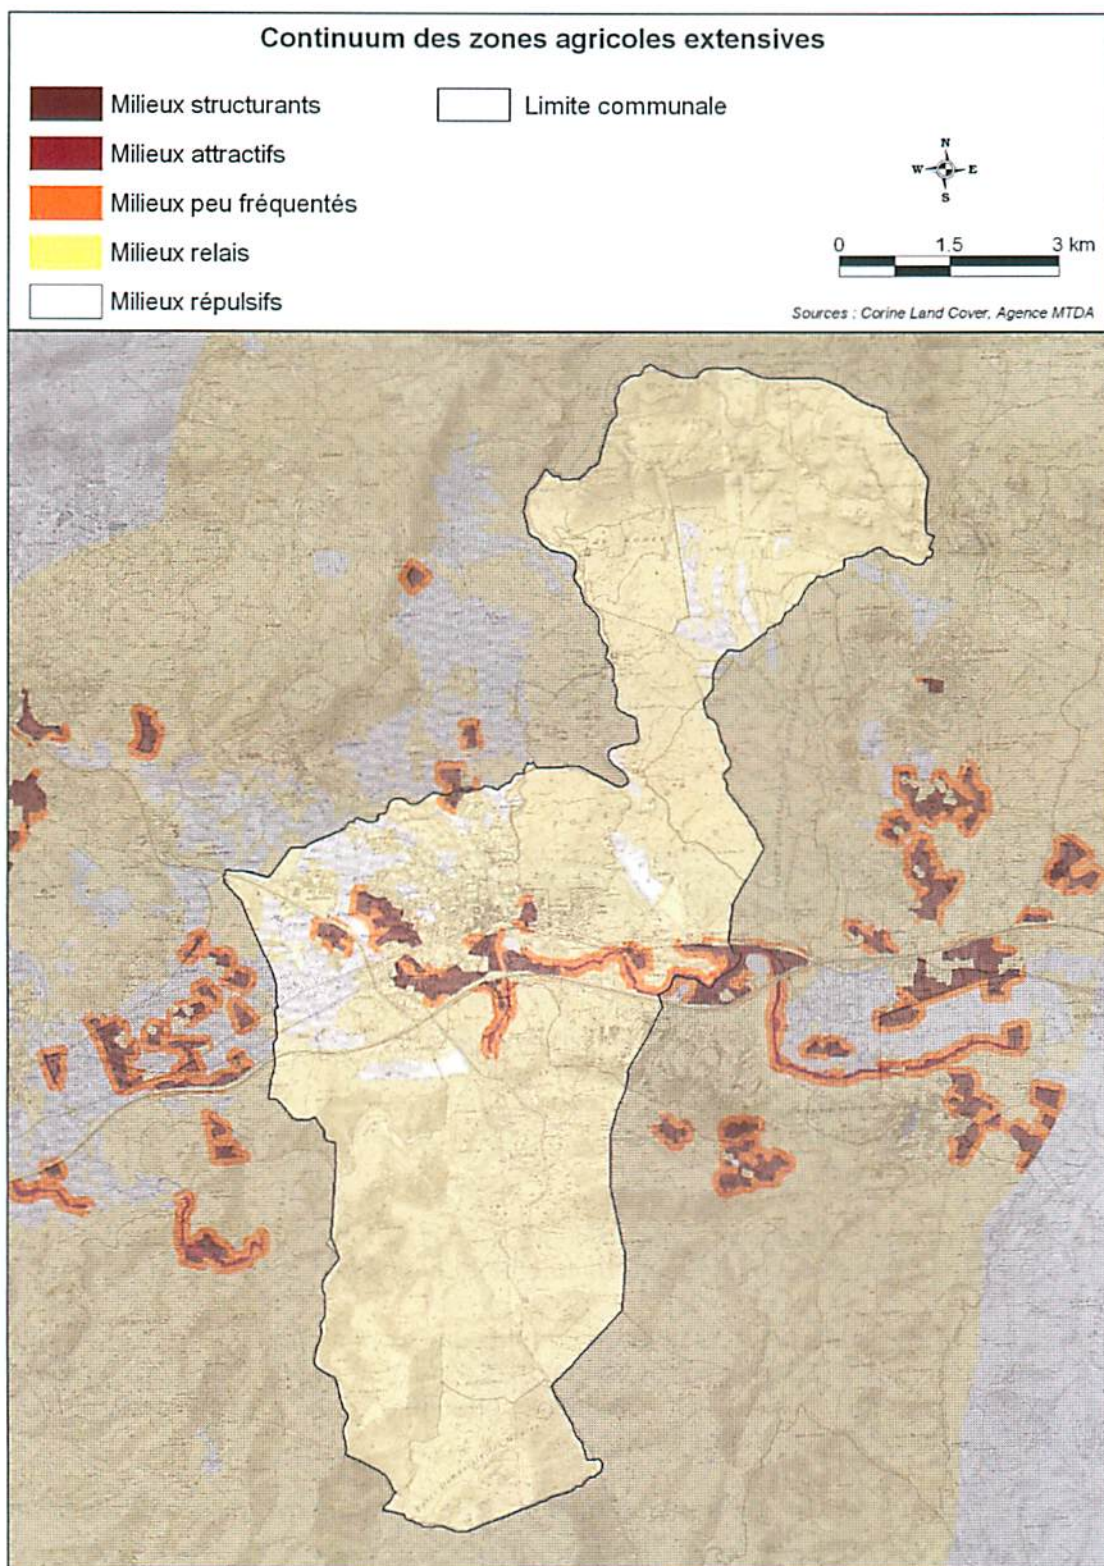 Continuum des zones agricoles extensives
Milieux structurants
Limite communale
Milieux attractifs
Milieux peu fréquentés
Milieux relais
Milieux répulsifs
N
W E
S
0 1.5 3 km
Sources : Corine Land Cover, Agence MTDA